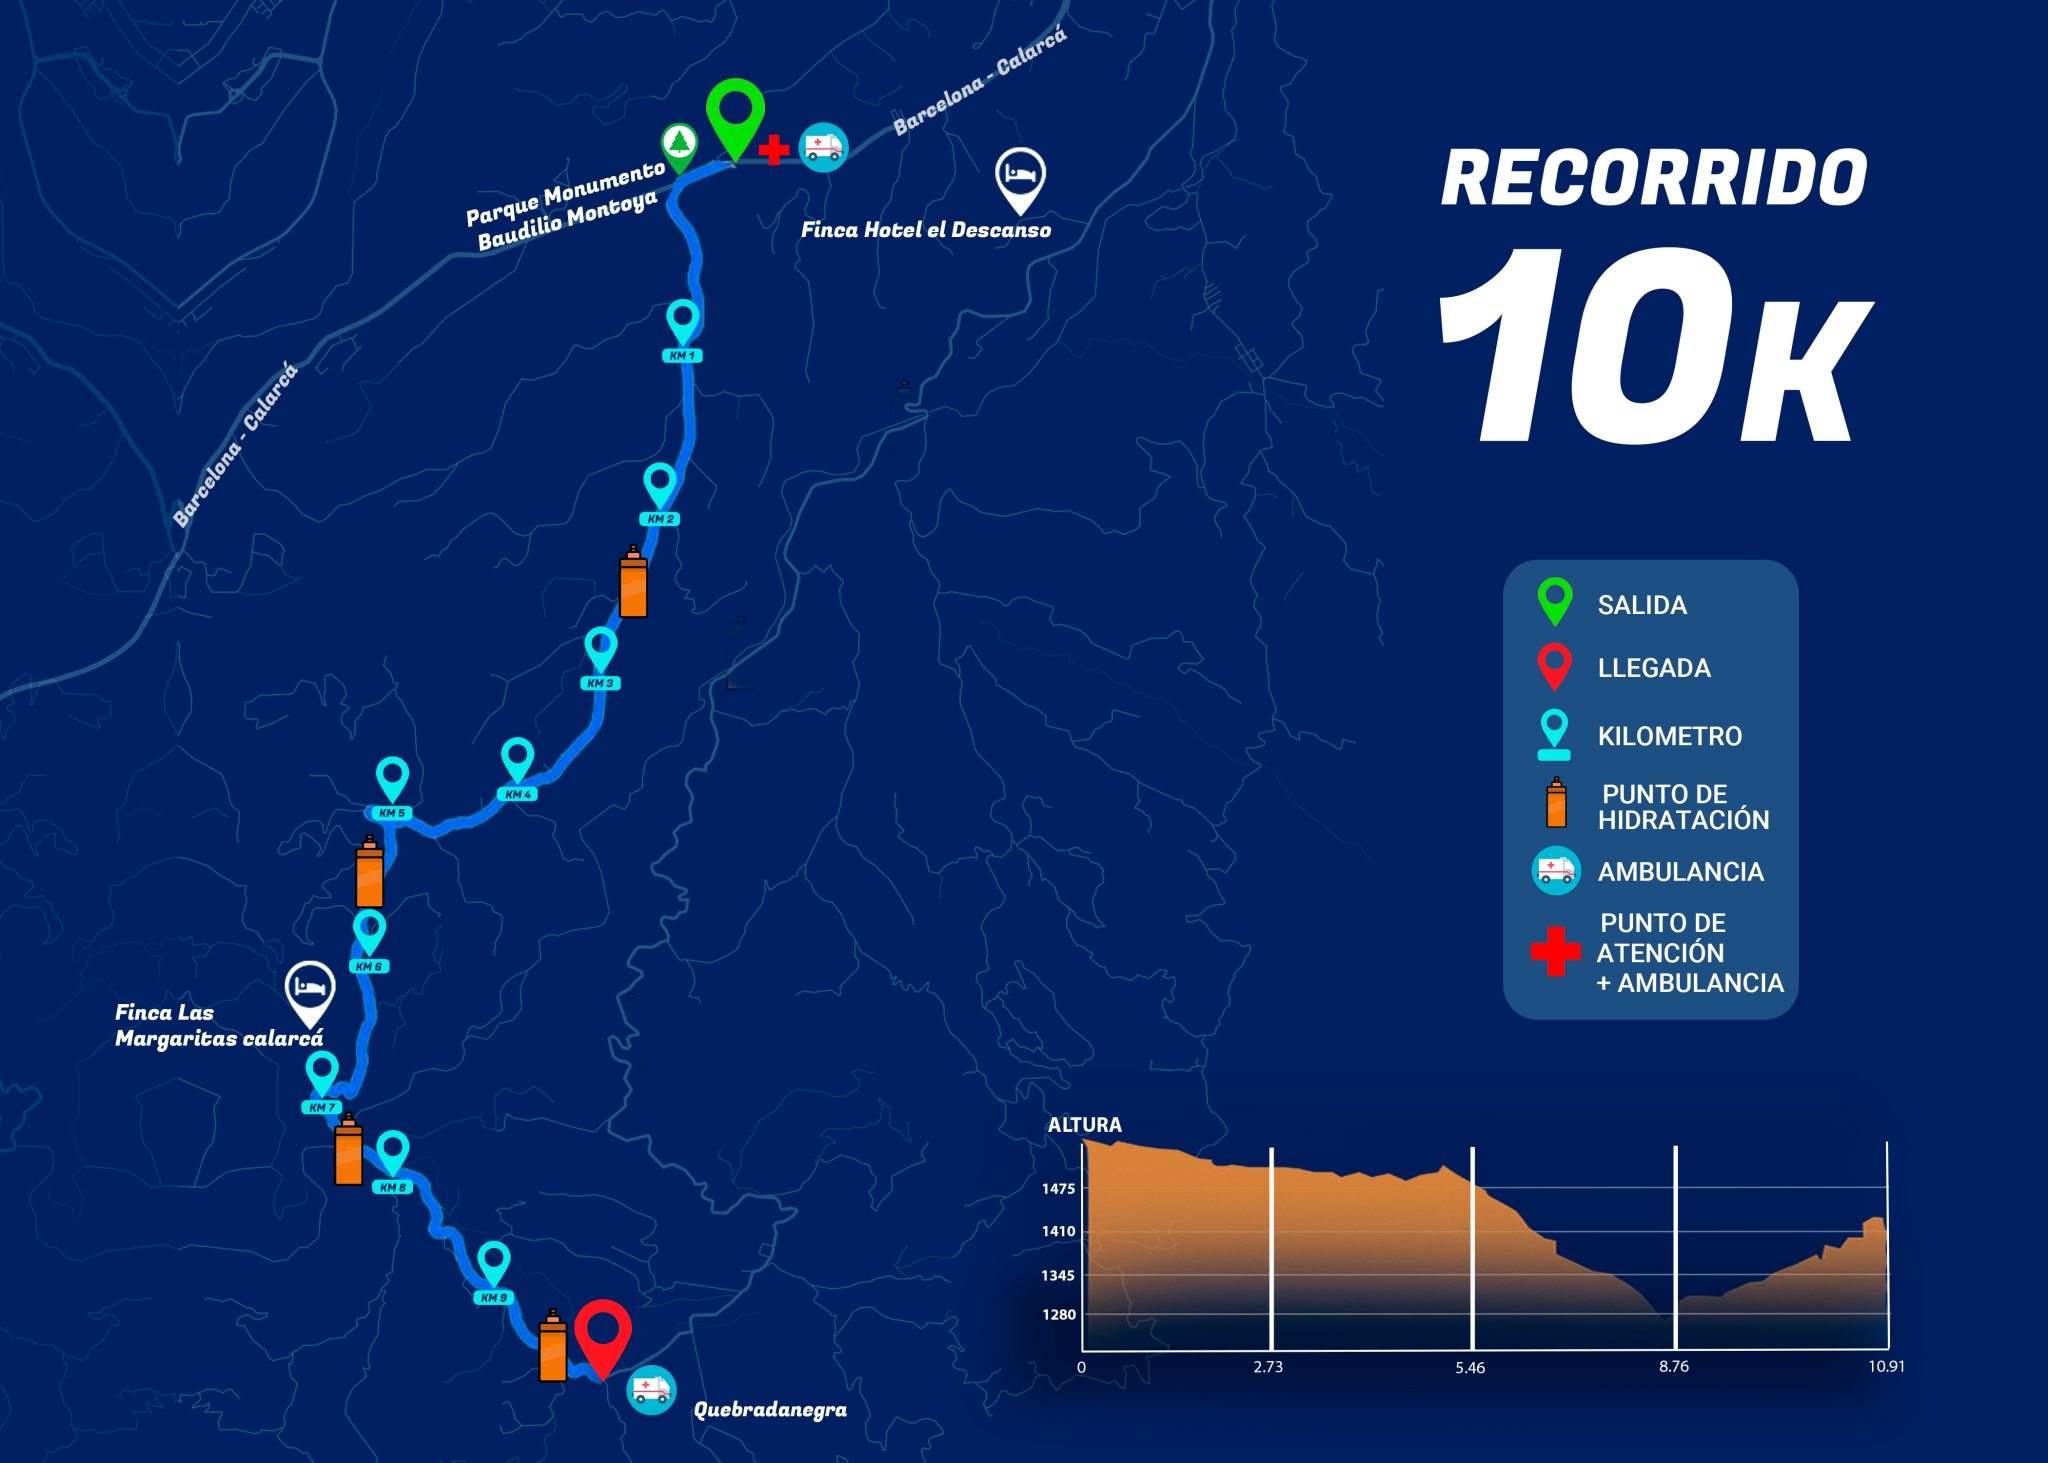 RECORRIDO
10K
Barcelona - Calarcá
Parque Monumento
Baudilio Montoya
Finca Hotel el Descanso
KM 1
Barcelona - Calarcá
KM 2
KM 3
KM 4
KM 5
KM 6
Finca Las
Margaritas calarcá
KM 7
KM 8
KM 9
Quebradanegra
SALIDA
LLEGADA
KILOMETRO
PUNTO DE
HIDRATACIÓN
AMBULANCIA
PUNTO DE
ATENCIÓN
+ AMBULANCIA
ALTURA
1475
1410
1345
1280
0 2.73 5.46 8.76 10.91